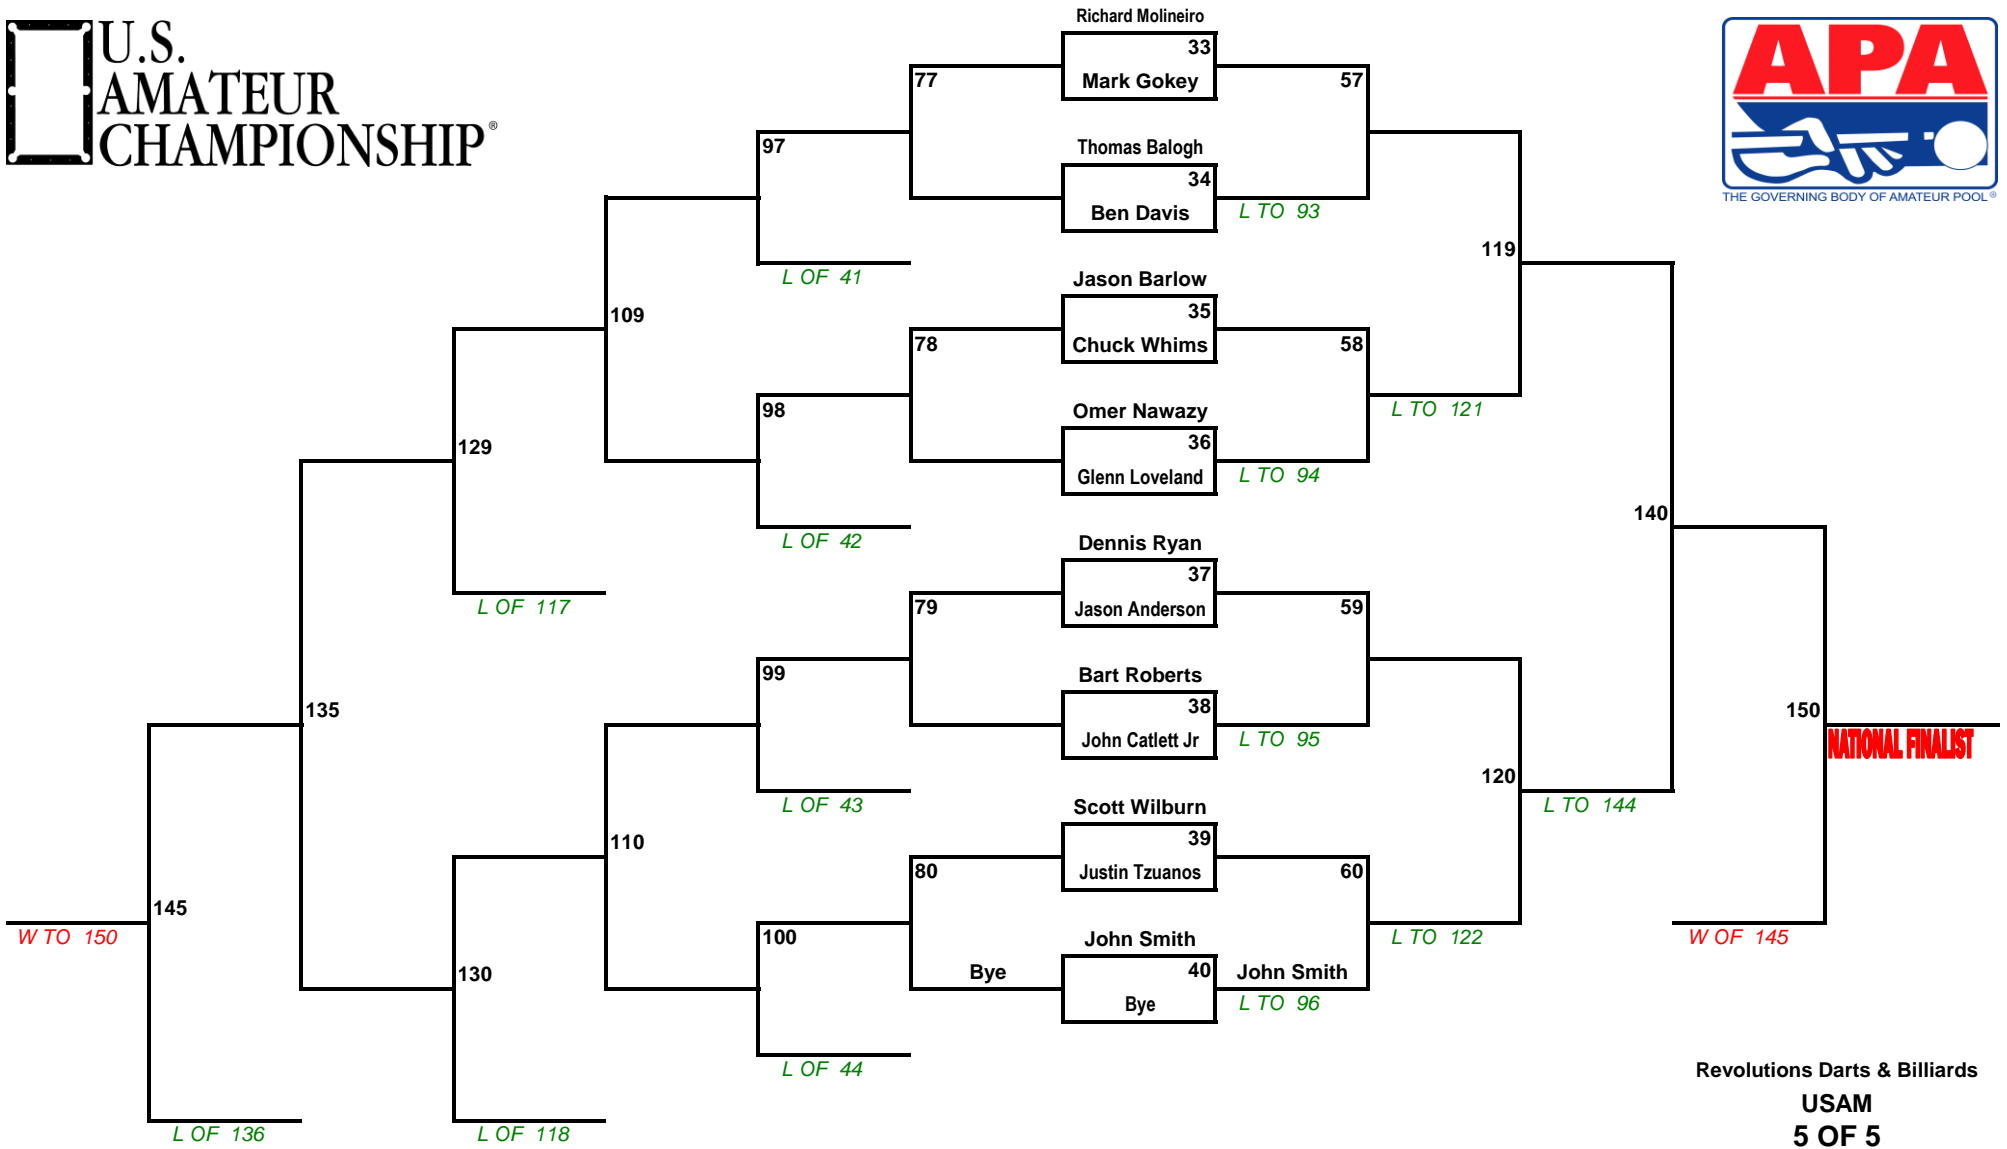 U.S.
AMATEUR
CHAMPIONSHIP®
APA
THE GOVERNING BODY OF AMATEUR POOL®
Richard Molineiro
33
Mark Gokey
77
57
Thomas Balogh
97
34
Ben Davis
L TO 93
119
L OF 41
Jason Barlow
35
109
Chuck Whims
78
58
Omer Nawazy
98
L TO 121
36
129
Glenn Loveland
L TO 94
140
L OF 42
Dennis Ryan
37
Jason Anderson
L OF 117
79
59
Bart Roberts
99
38
135
150
John Catlett Jr
L TO 95
NATIONAL FINALIST
120
L OF 43
Scott Wilburn
L TO 144
39
110
Justin Tzuanos
80
60
145
W TO 150
100
John Smith
L TO 122
W OF 145
130
Bye
40
John Smith
Bye
L TO 96
L OF 44
L OF 136
L OF 118
Revolutions Darts & Billiards
USAM
5 OF 5